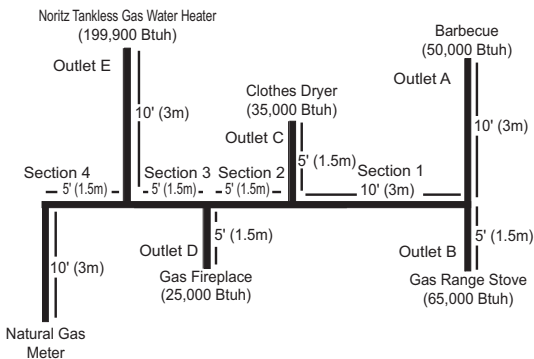 Noritz Tankless Gas Water Heater
(199,900 Btuh)
Outlet E
10' (3m)
Barbecue
(50,000 Btuh)
Outlet A
10' (3m)
Clothes Dryer
(35,000 Btuh)
Outlet C
5' (1.5m)
Section 4
5' (1.5m)
Section 3
5' (1.5m)
Section 2
5' (1.5m)
Section 1
10' (3m)
10' (3m)
Natural Gas
Meter
Outlet D
5' (1.5m)
Gas Fireplace
(25,000 Btuh)
Outlet B
5' (1.5m)
Gas Range Stove
(65,000 Btuh)